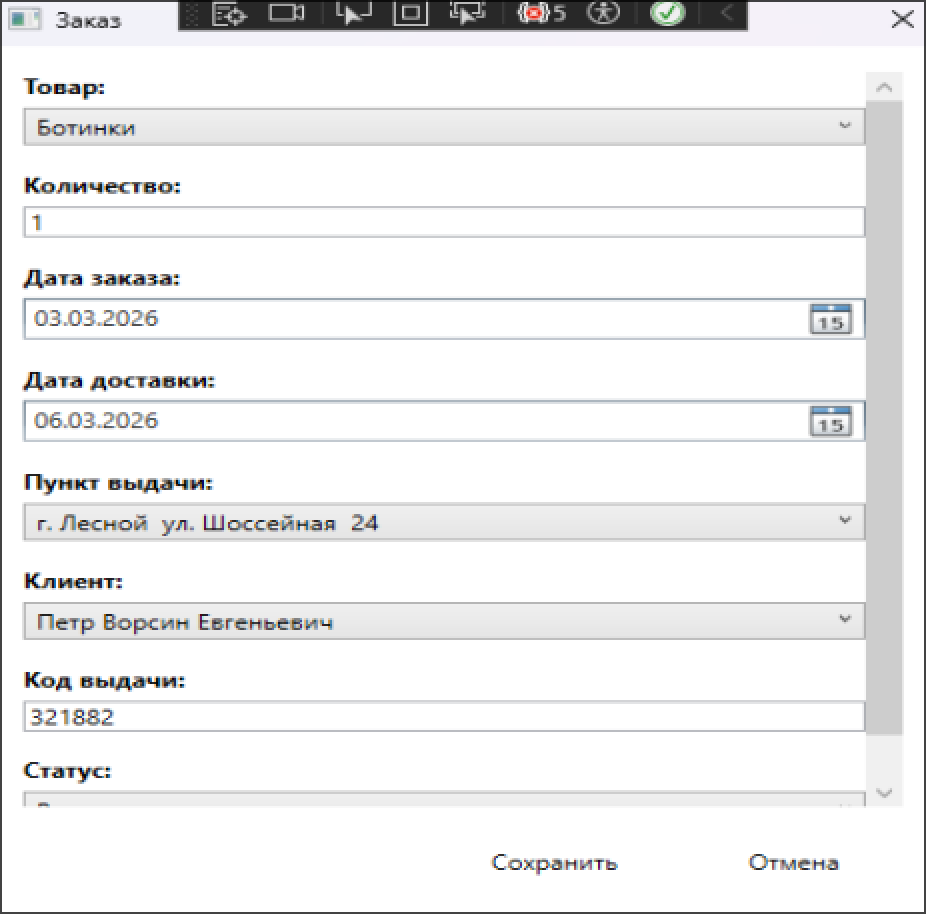 Заказ
5
Товар:
Ботинки
Количество:
1
Дата заказа:
03.03.2026
15
Дата доставки:
06.03.2026
15
Пункт выдачи:
г. Лесной ул. Шоссейная 24
Клиент:
Петр Ворсин Евгеньевич
Код выдачи:
321882
Статус:
Сохранить Отмена